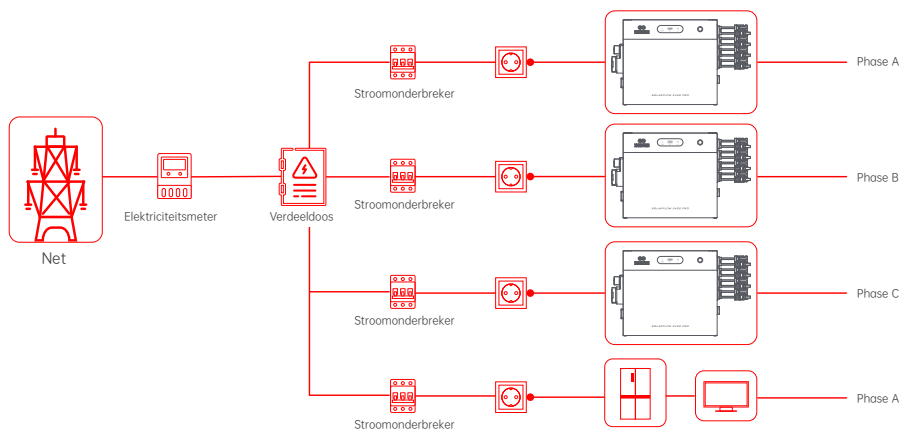 Phase A
Stroomonderbreker
Phase B
Elektriciteitsmeter
Verdeeldoos
Stroomonderbreker
Net
Phase C
Stroomonderbreker
Phase A
Stroomonderbreker